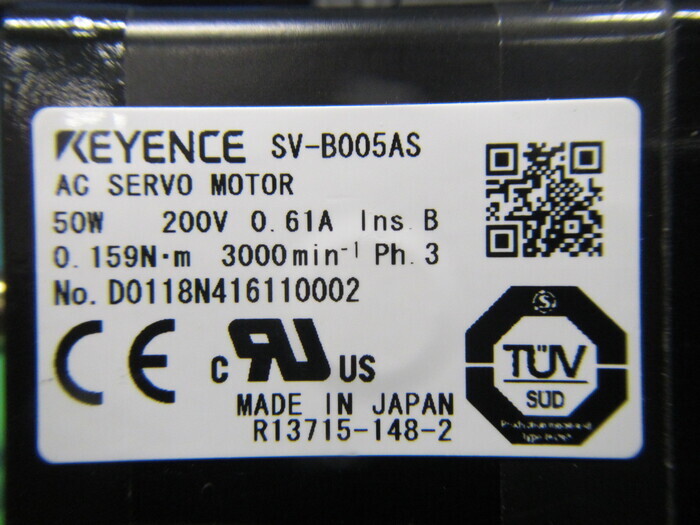 KEYENCE SV-B005AS
AC SERVO MOTOR
50W 200V 0.61A Ins.B
0.159N·m 3000min⁻¹ Ph.3
No. D0118N416110002
CE
c RU US
TÜV
SÜD
MADE IN JAPAN
R13715-148-2